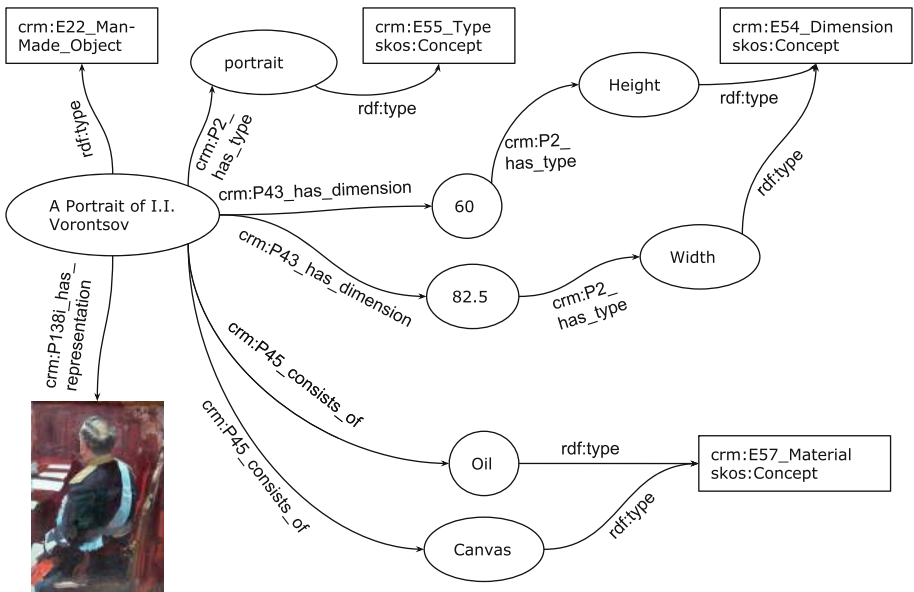 crm:E22_Man-
Made_Object
portrait
crm:E55_Type
skos:Concept
crm:E54_Dimension
skos:Concept
Height
rdf:type
rdf:type
rdf:type
crm:P2_
has_type
crm:P2_
has_type
rdf:type
A Portrait of I.I.
Vorontsov
crm:P43_has_dimension
60
crm:P43_has_dimension
82.5
crm:P2_
has_type
Width
crm:P138i_has_
representation
crm:P45_consists_of
crm:P45_consists_of
Oil
rdf:type
crm:E57_Material
skos:Concept
Canvas
rdf:type